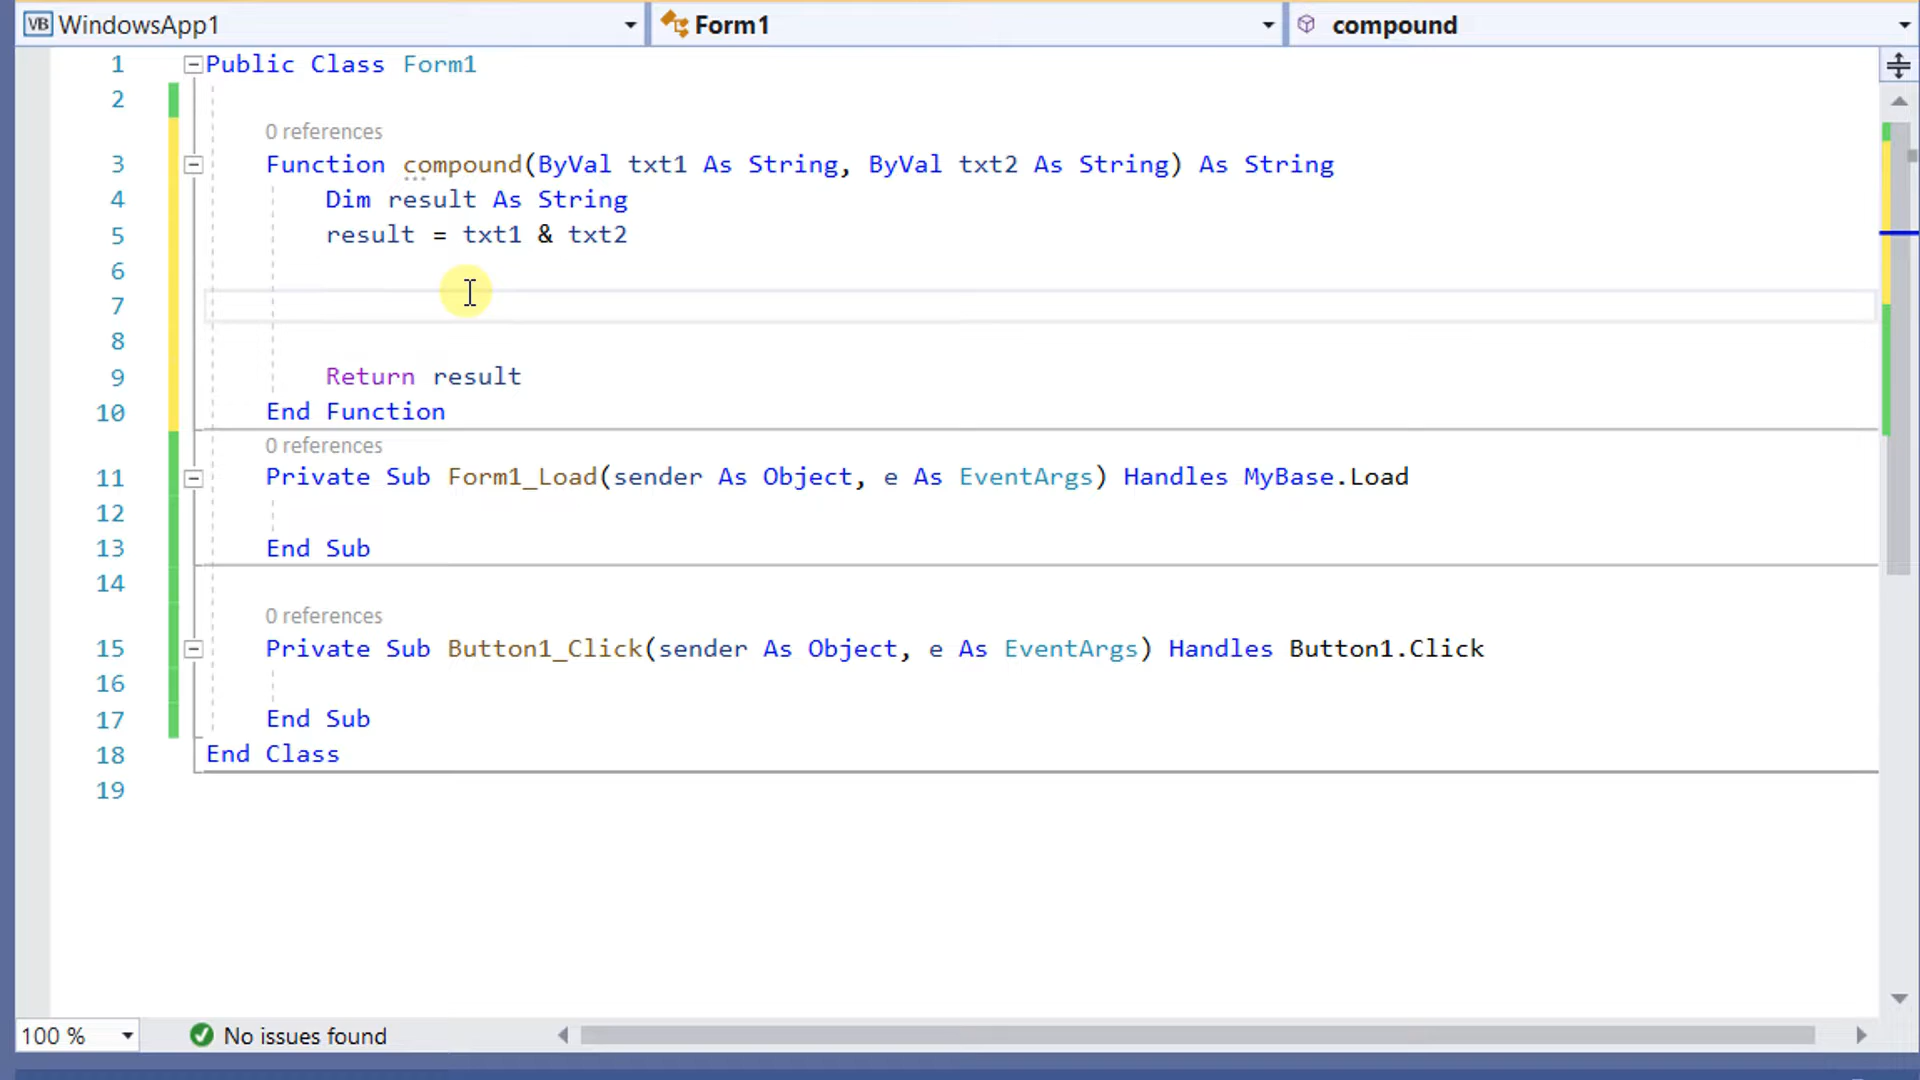 VB WindowsApp1 Form1 compound
1 Public Class Form1
2
0 references
3 Function compound(ByVal txt1 As String, ByVal txt2 As String) As String
4 Dim result As String
5 result = txt1 & txt2
6
7
8
9 Return result
10 End Function
0 references
11 Private Sub Form1_Load(sender As Object, e As EventArgs) Handles MyBase.Load
12
13 End Sub
14
0 references
15 Private Sub Button1_Click(sender As Object, e As EventArgs) Handles Button1.Click
16
17 End Sub
18 End Class
19
100 % No issues found